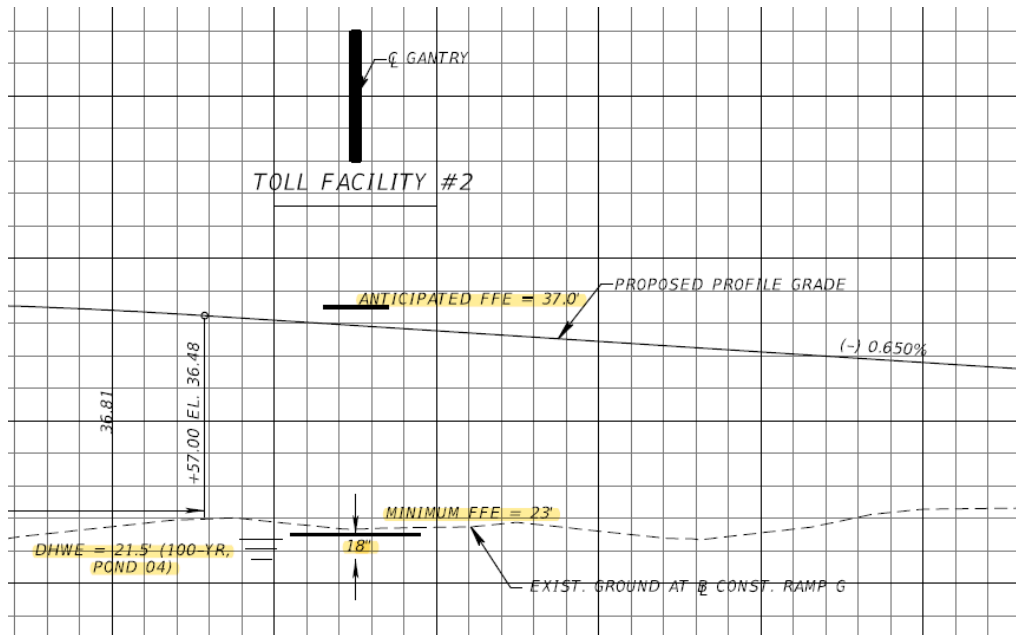 ℄ GANTRY
TOLL FACILITY #2
ANTICIPATED FFE = 37.0'
PROPOSED PROFILE GRADE
(-) 0.650%
36.81
+57.00 EL. 36.48
MINIMUM FFE = 23'
DHWE = 21.5' (100-YR,
POND 04)
18"
EXIST. GROUND AT ⅊ CONST. RAMP G